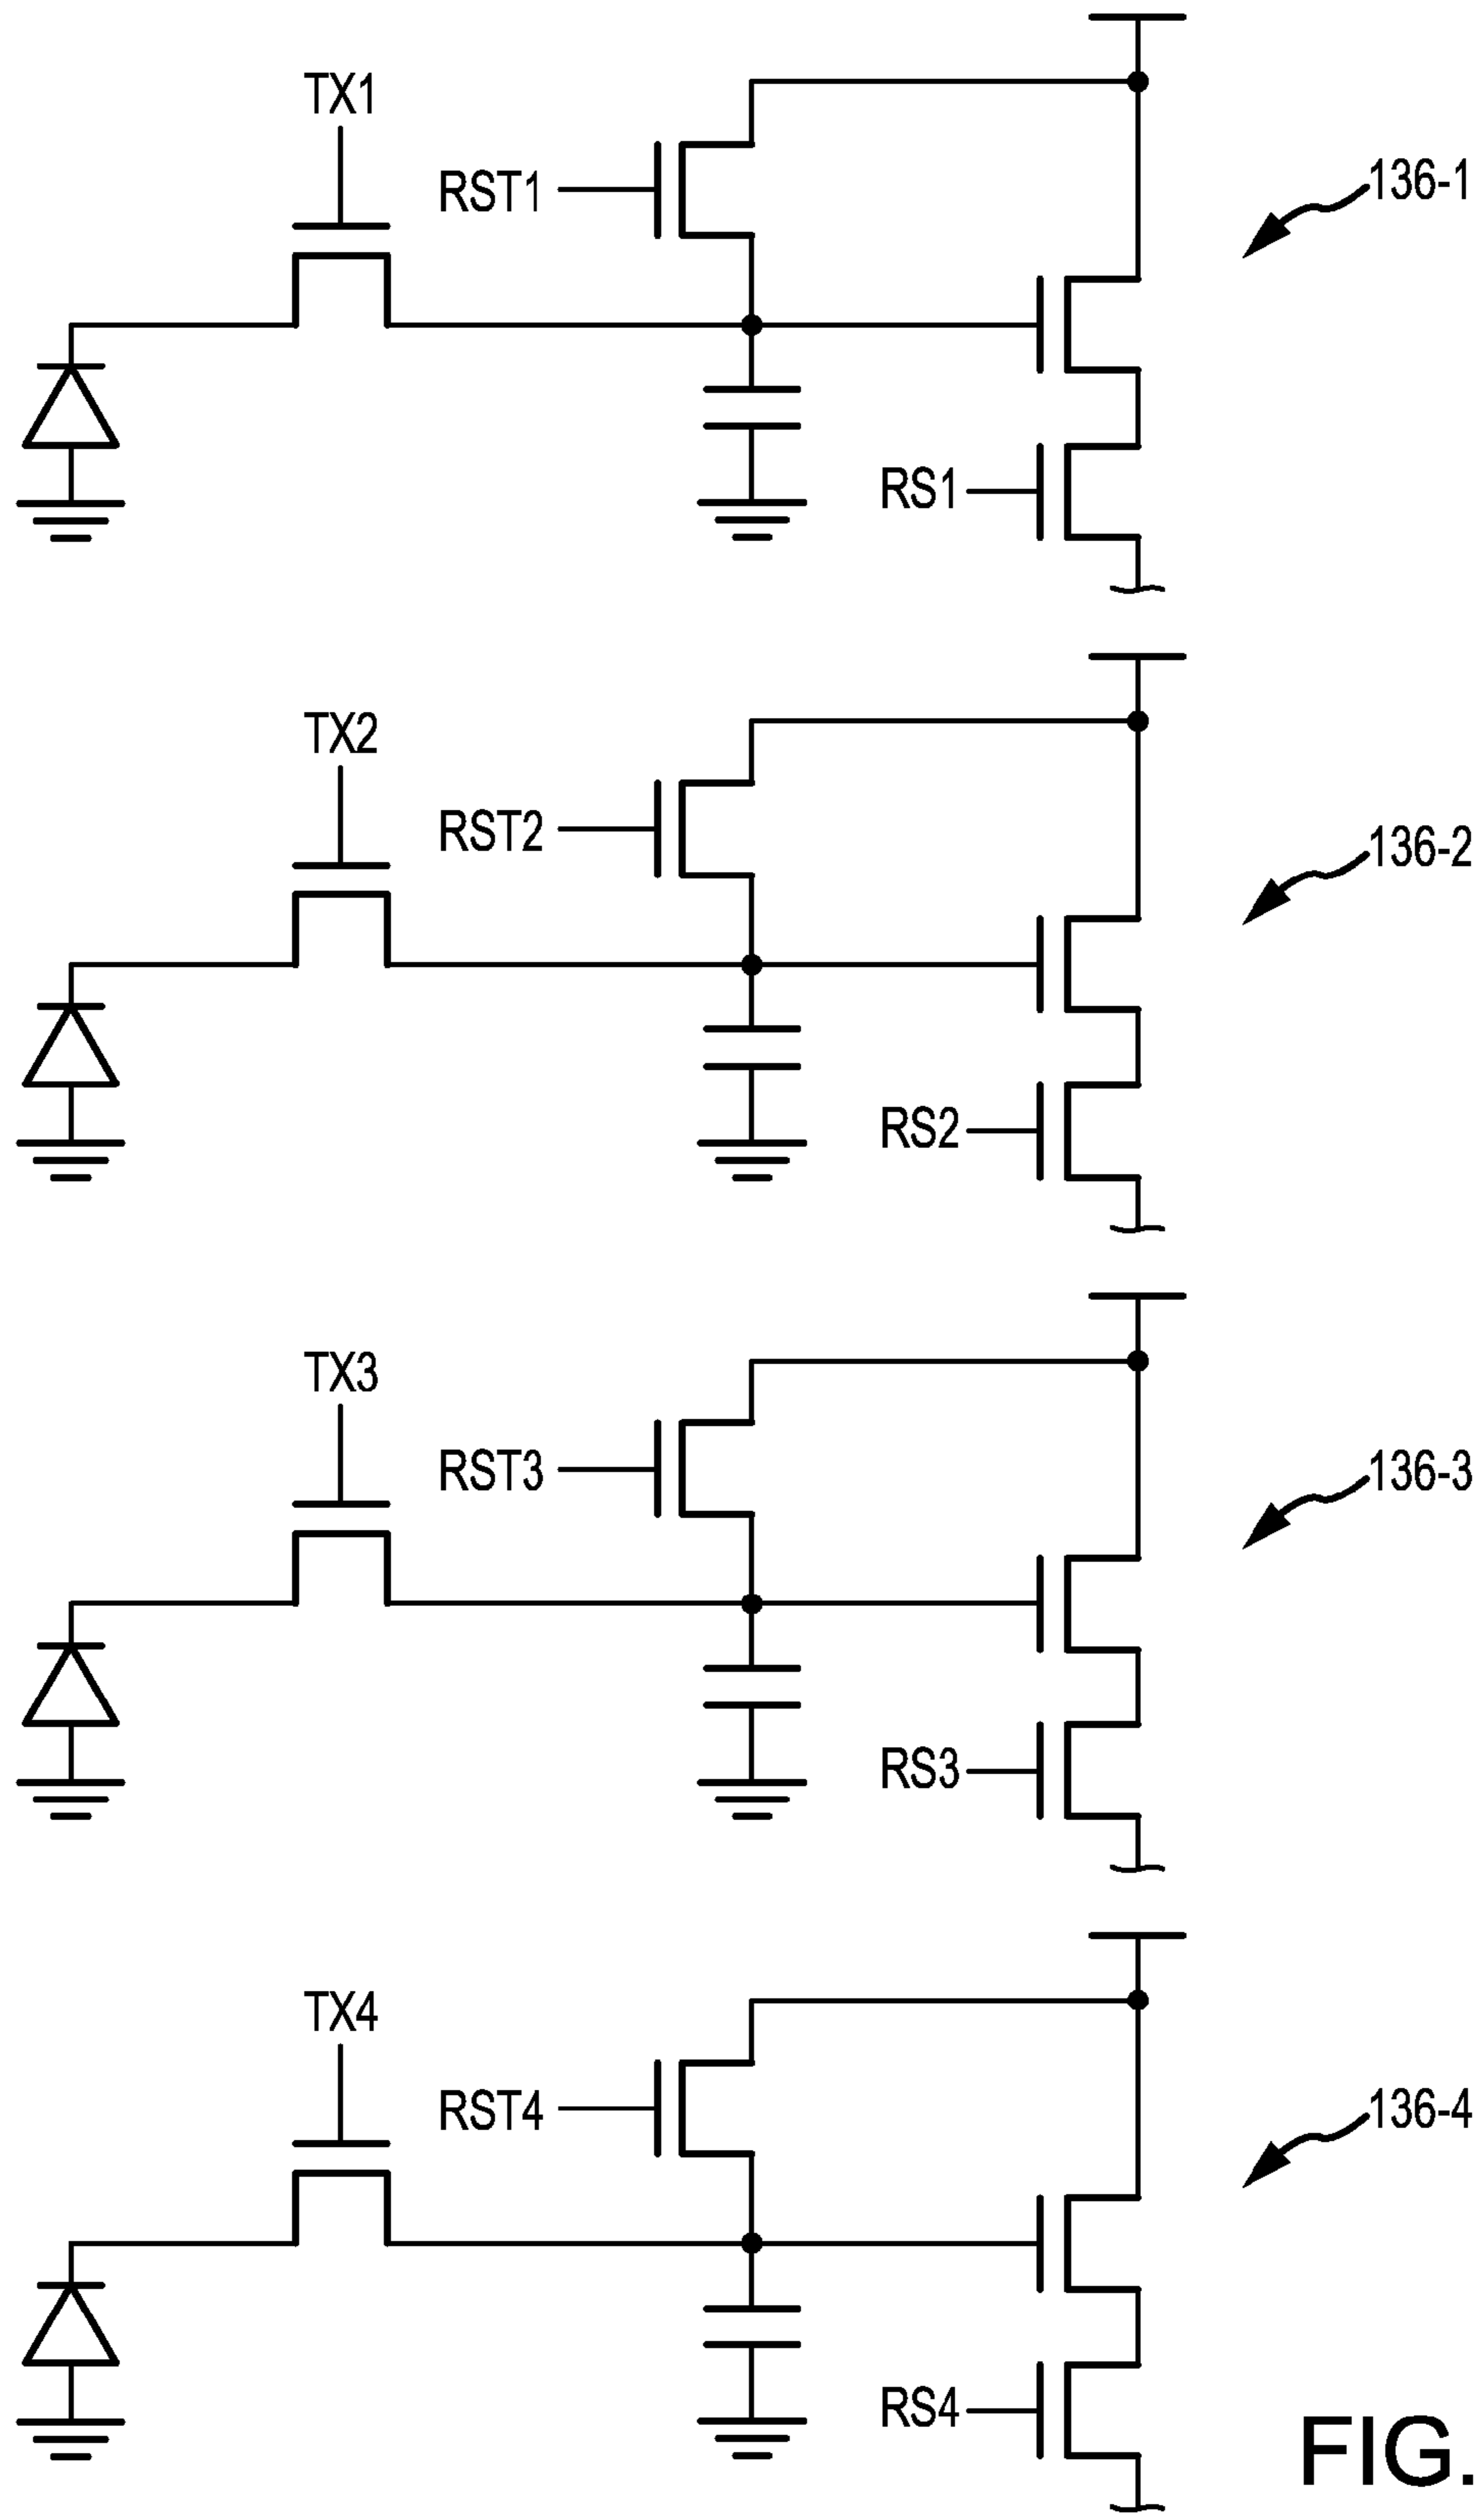 TX1
RST1
136-1
RS1
TX2
RST2
136-2
RS2
TX3
RST3
136-3
RS3
TX4
RST4
136-4
RS4
FIG.